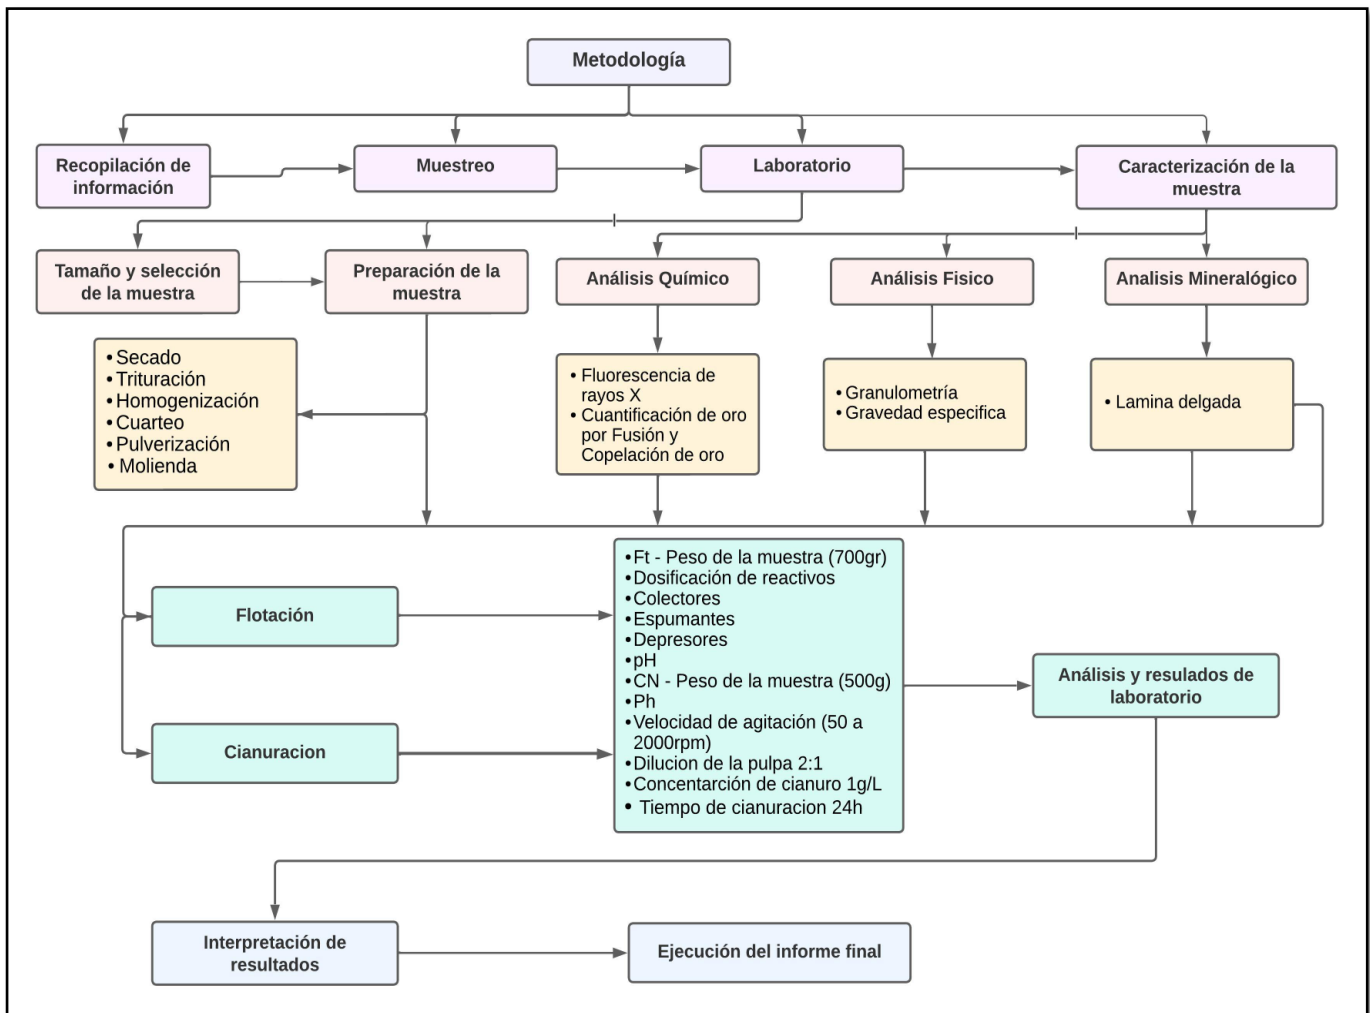 Metodología
Recopilación de
información
Muestreo
Laboratorio
Caracterización de la
muestra
Tamaño y selección
de la muestra
Preparación de la
muestra
Análisis Químico
Análisis Fisico
Analisis Mineralógico
• Secado
• Trituración
• Homogenización
• Cuarteo
• Pulverización
• Molienda
• Fluorescencia de
rayos X
• Cuantificación de oro
por Fusión y
Copelación de oro
• Granulometría
• Gravedad especifica
• Lamina delgada
Flotación
Cianuracion
• Ft - Peso de la muestra (700gr)
• Dosificación de reactivos
• Colectores
• Espumantes
• Depresores
• pH
• CN - Peso de la muestra (500g)
• Ph
• Velocidad de agitación (50 a
2000rpm)
• Dilucion de la pulpa 2:1
• Concentarción de cianuro 1g/L
• Tiempo de cianuracion 24h
Análisis y resulados de
laboratorio
Interpretación de
resultados
Ejecución del informe final